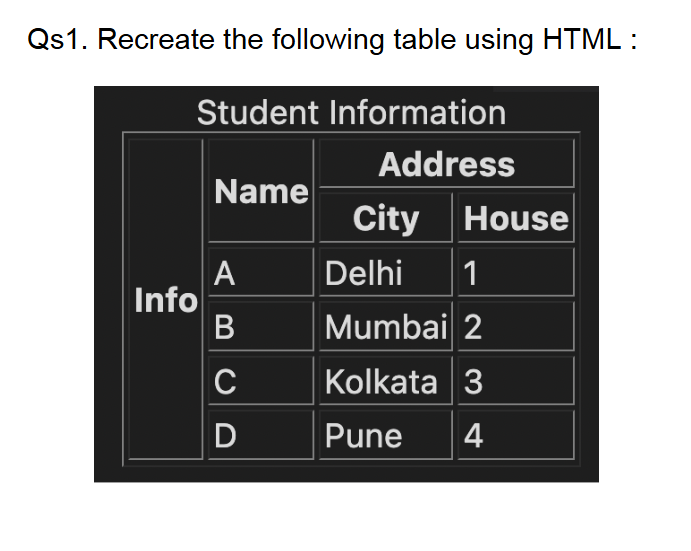 Qs1. Recreate the following table using HTML :
Student Information
Address
Name
City House
A Delhi 1
Info
B Mumbai 2
C Kolkata 3
D Pune 4